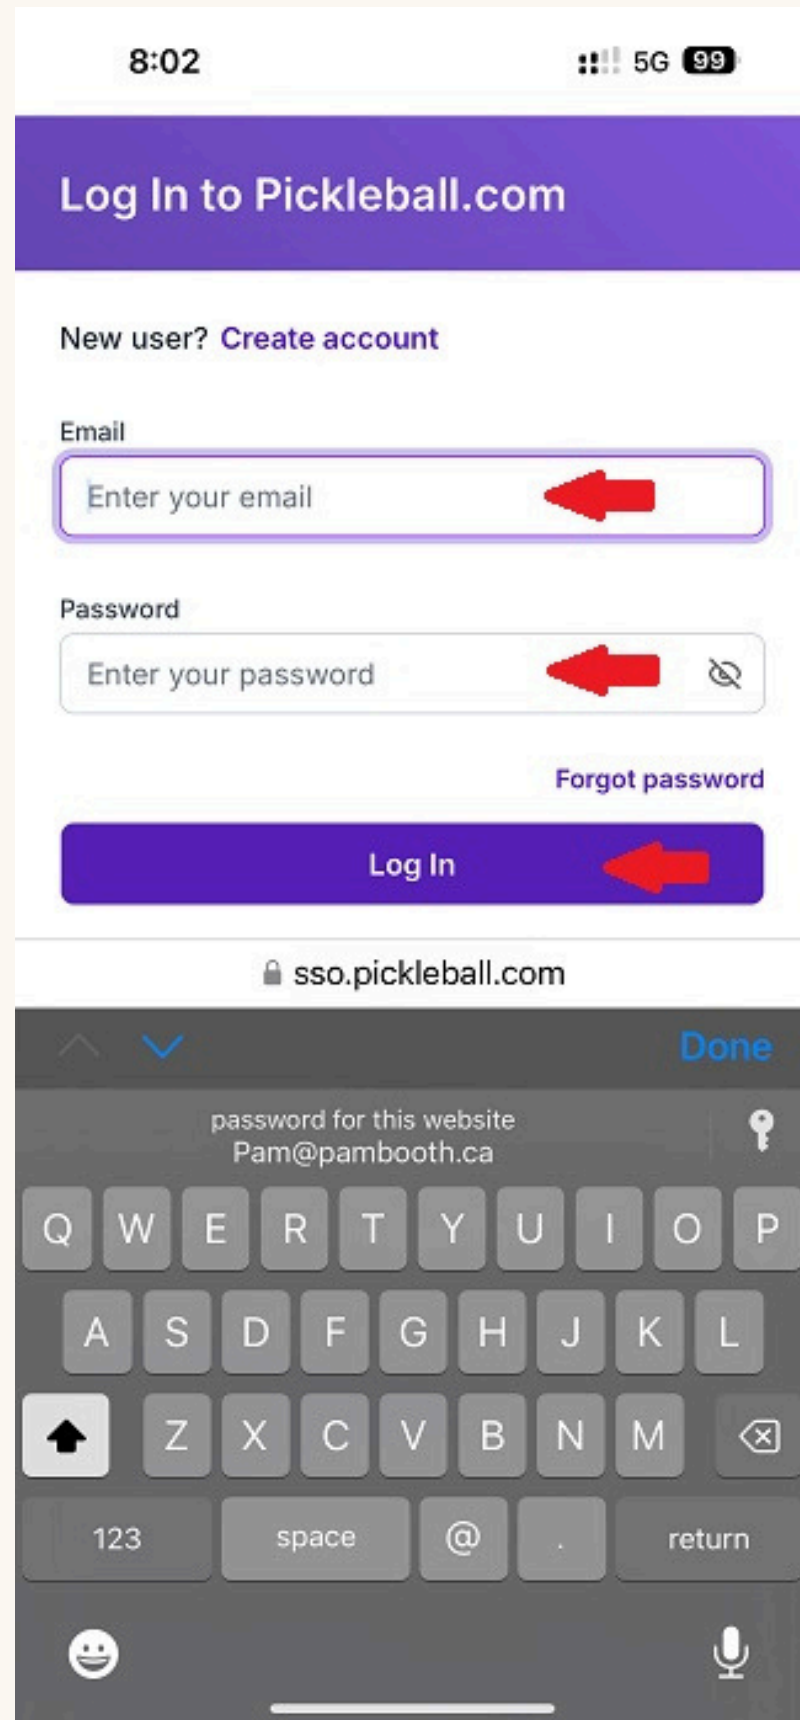 8:02
5G 99
Log In to Pickleball.com
New user? Create account
Email
Enter your email
Password
Enter your password
Forgot password
Log In
sso.pickleball.com
Done
password for this website
Pam@pambooth.ca
Q W E R T Y U I O P
A S D F G H J K L
Z X C V B N M
123 space @ . return